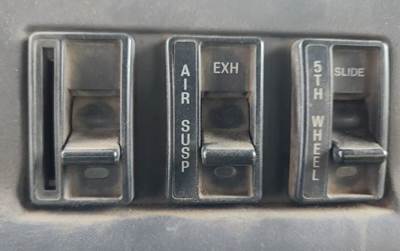 AIR SUSP
EXH
5TH WHEEL
SLIDE